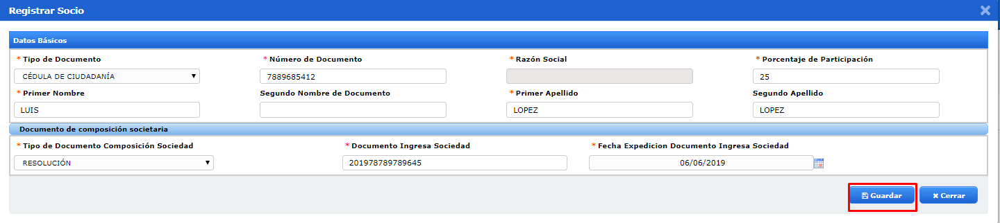 Registrar Socio
Datos Básicos
* Tipo de Documento * Número de Documento * Razón Social * Porcentaje de Participación
CÉDULA DE CIUDADANÍA 7889685412 25
* Primer Nombre Segundo Nombre de Documento * Primer Apellido Segundo Apellido
LUIS LOPEZ LOPEZ
Documento de composición societaria
* Tipo de Documento Composición Sociedad * Documento Ingresa Sociedad * Fecha Expedicion Documento Ingresa Sociedad
RESOLUCIÓN 201978789789645 06/06/2019
Guardar Cerrar